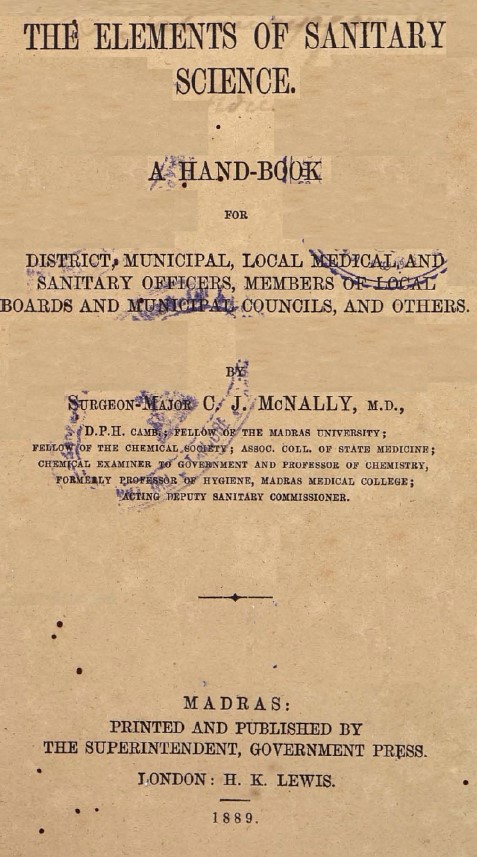 THE ELEMENTS OF SANITARY
SCIENCE.
A HAND-BOOK
FOR
DISTRICT, MUNICIPAL, LOCAL MEDICAL AND
SANITARY OFFICERS, MEMBERS OF LOCAL
BOARDS AND MUNICIPAL COUNCILS, AND OTHERS.
BY
SURGEON-MAJOR C. J. McNALLY, M.D.,
D.P.H. CAMB.; FELLOW OF THE MADRAS UNIVERSITY;
FELLOW OF THE CHEMICAL SOCIETY; ASSOC. COLL. OF STATE MEDICINE;
CHEMICAL EXAMINER TO GOVERNMENT AND PROFESSOR OF CHEMISTRY,
FORMERLY PROFESSOR OF HYGIENE, MADRAS MEDICAL COLLEGE;
ACTING DEPUTY SANITARY COMMISSIONER.
MADRAS:
PRINTED AND PUBLISHED BY
THE SUPERINTENDENT, GOVERNMENT PRESS.
LONDON: H. K. LEWIS.
1889.